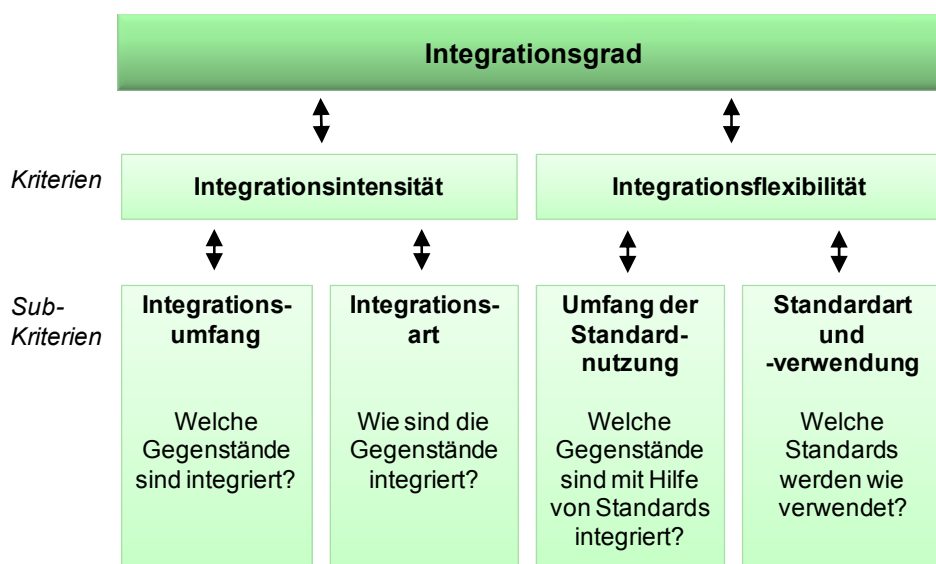 Integrationsgrad
Kriterien
Integrationsintensität
Integrationsflexibilität
Sub-
Kriterien
Integrations-
umfang
Welche
Gegenstände
sind integriert?
Integrations-
art
Wie sind die
Gegenstände
integriert?
Umfang der
Standard-
nutzung
Welche
Gegenstände
sind mit Hilfe
von Standards
integriert?
Standardart
und
-verwendung
Welche
Standards
werden wie
verwendet?